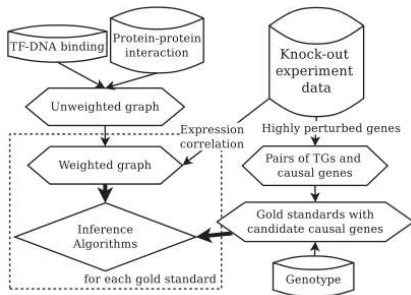 TF-DNA binding
Protein-protein
interaction
Knock-out
experiment
data
Unweighted graph
Expression
correlation
Highly perturbed genes
Weighted graph
Pairs of TGs and
causal genes
Inference
Algorithms
Gold standards with
candidate causal genes
for each gold standard
Genotype